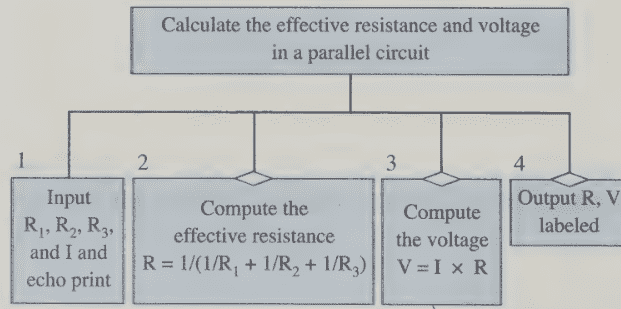 Calculate the effective resistance and voltage
in a parallel circuit
1
Input
R₁, R₂, R₃,
and I and
echo print
2
Compute the
effective resistance
R = 1/(1/R₁ + 1/R₂ + 1/R₃)
3
Compute
the voltage
V = I × R
4
Output R, V
labeled